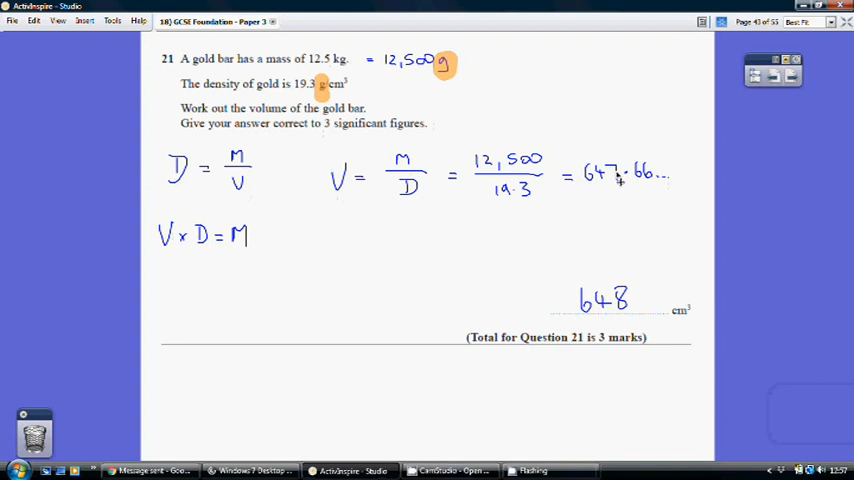 ActivInspire - Studio
File Edit View Insert Tools Help
18) GCSE Foundation - Paper 3
Page 43 of 55
Best Fit
21 A gold bar has a mass of 12.5 kg. = 12,500 g
The density of gold is 19.3 g/cm³
Work out the volume of the gold bar.
Give your answer correct to 3 significant figures.
D = M/V V = M/D = 12,500/19.3 = 647.66...
V × D = M
648 cm³
(Total for Question 21 is 3 marks)
Message sent - Goo... Windows 7 Desktop ... ActivInspire - Studio CamStudio - Open ... Flashing 12:57